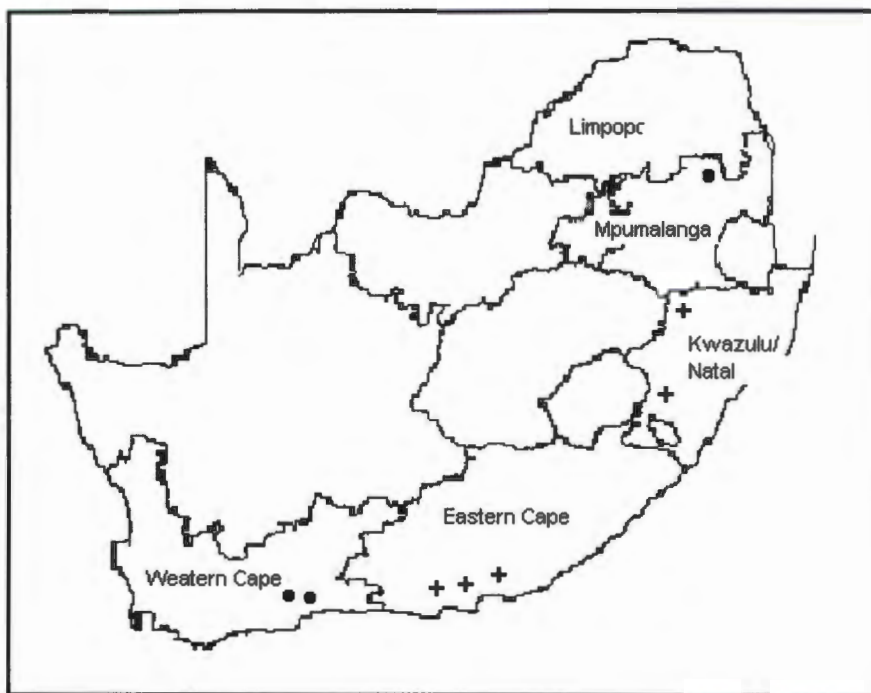 Limpopc
Mpumalanga
Kwazulu/
Natal
Eastern Cape
Weatern Cape